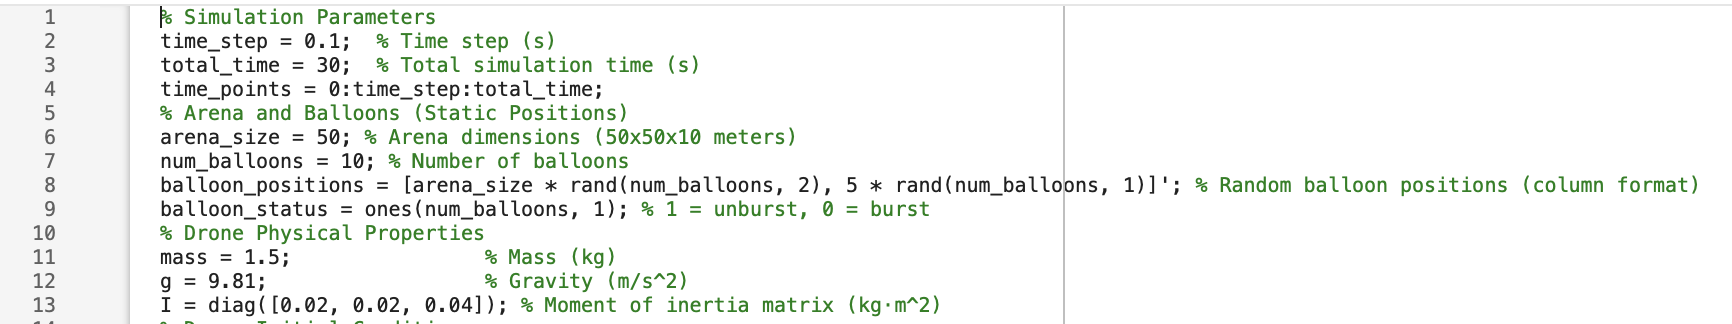 1 % Simulation Parameters
2 time_step = 0.1;  % Time step (s)
3 total_time = 30;  % Total simulation time (s)
4 time_points = 0:time_step:total_time;
5 % Arena and Balloons (Static Positions)
6 arena_size = 50; % Arena dimensions (50x50x10 meters)
7 num_balloons = 10; % Number of balloons
8 balloon_positions = [arena_size * rand(num_balloons, 2), 5 * rand(num_balloons, 1)]'; % Random balloon positions (column format)
9 balloon_status = ones(num_balloons, 1); % 1 = unburst, 0 = burst
10 % Drone Physical Properties
11 mass = 1.5;                % Mass (kg)
12 g = 9.81;                  % Gravity (m/s^2)
13 I = diag([0.02, 0.02, 0.04]); % Moment of inertia matrix (kg·m^2)